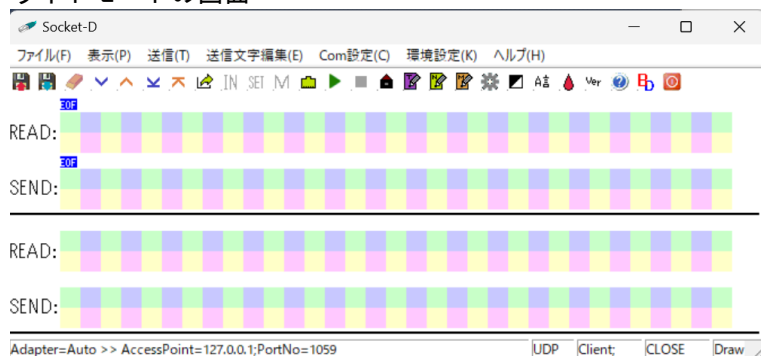 Socket-D
ファイル(F) 表示(P) 送信(T) 送信文字編集(E) Com設定(C) 環境設定(K) ヘルプ(H)
IN SET M Ver
EOF
READ:
EOF
SEND:
READ:
SEND:
Adapter=Auto >> AccessPoint=127.0.0.1;PortNo=1059 UDP Client; CLOSE Draw